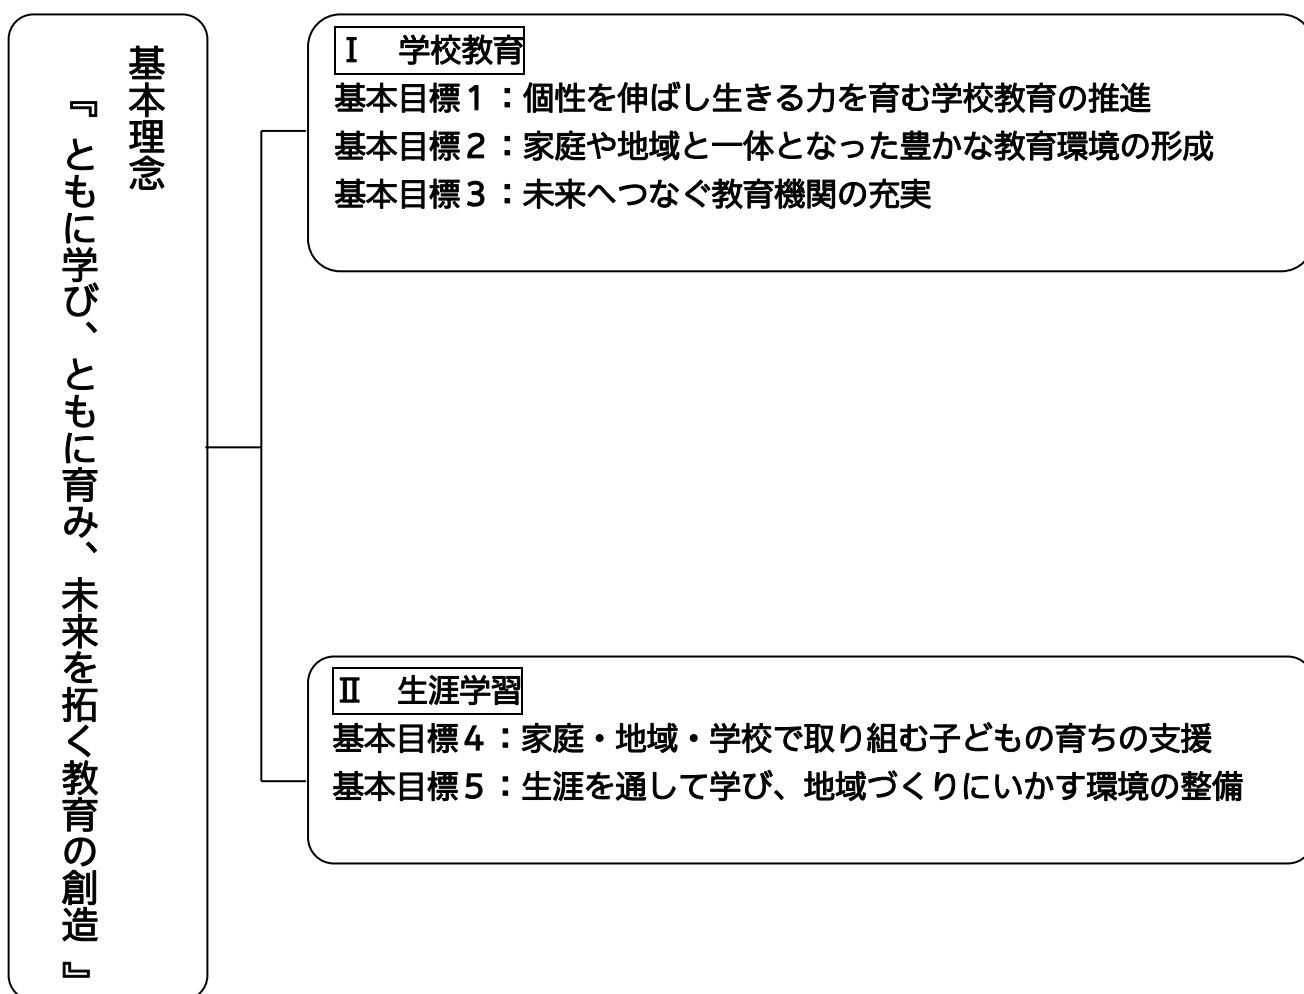 基本理念
『ともに学び、ともに育み、未来を拓く教育の創造』
Ⅰ　学校教育
基本目標１：個性を伸ばし生きる力を育む学校教育の推進
基本目標２：家庭や地域と一体となった豊かな教育環境の形成
基本目標３：未来へつなぐ教育機関の充実
Ⅱ　生涯学習
基本目標４：家庭・地域・学校で取り組む子どもの育ちの支援
基本目標５：生涯を通して学び、地域づくりにいかす環境の整備